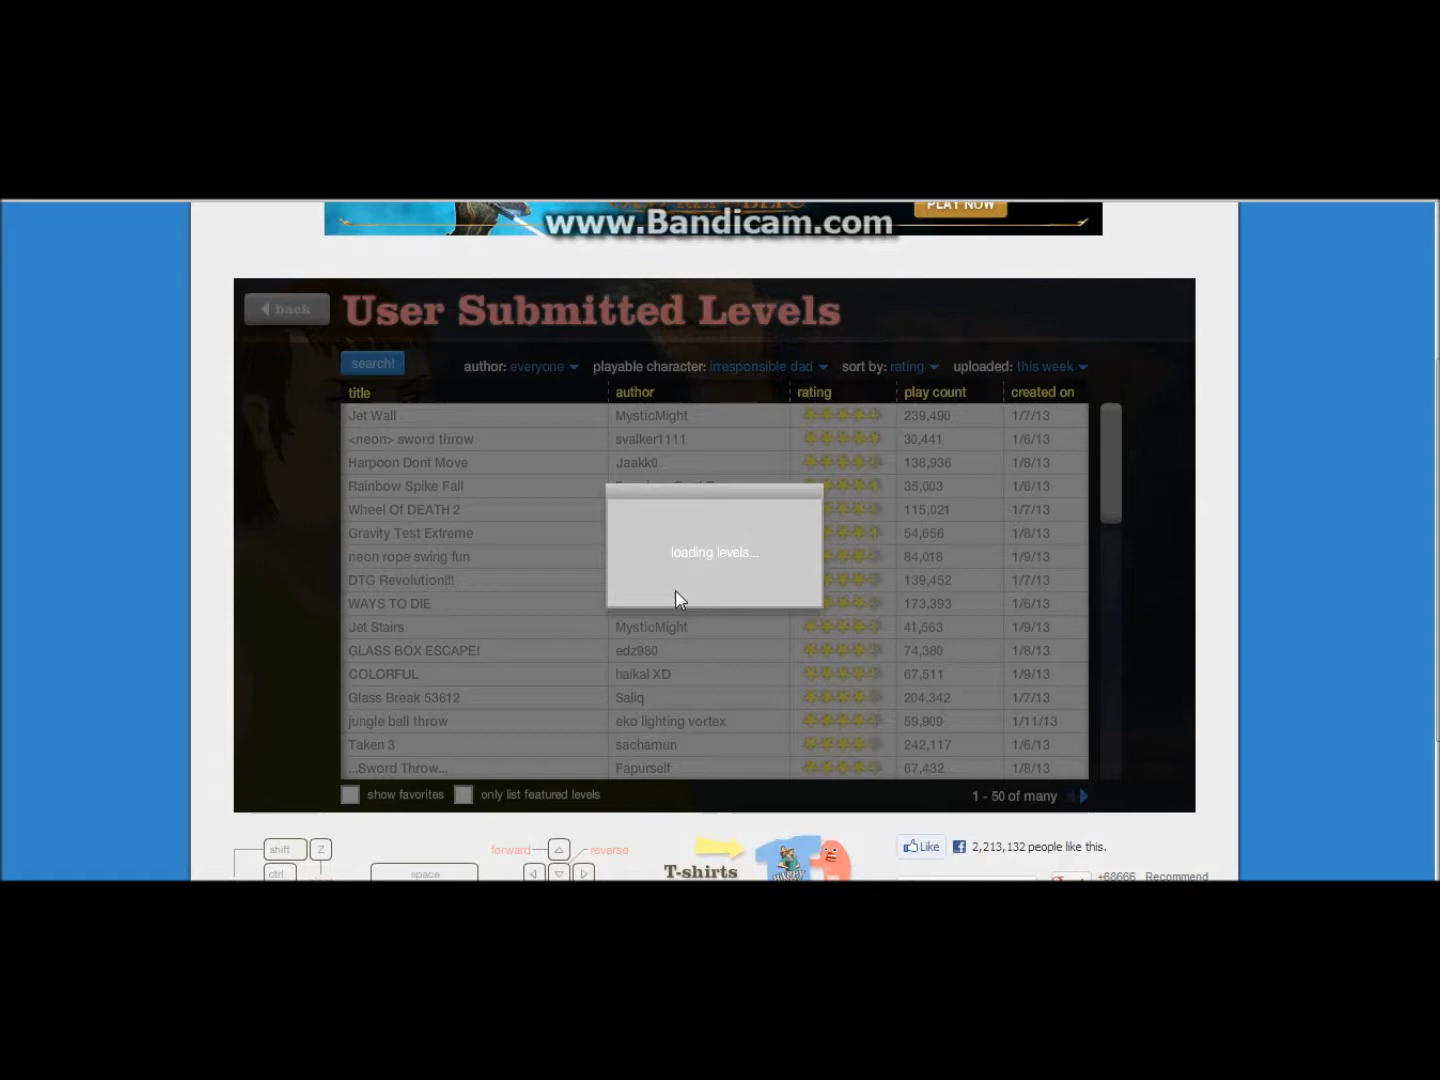 PLAY NOW
www.Bandicam.com
back
User Submitted Levels
search!
author: everyone playable character: irresponsible dad sort by: rating uploaded: this week
title author rating play count created on
Jet Wall MysticMight 239,490 1/7/13
<neon> sword throw svalker1111 30,441 1/6/13
Harpoon Dont Move Jaakk0 138,936 1/8/13
Rainbow Spike Fall 35,003 1/6/13
Wheel Of DEATH 2 115,021 1/7/13
Gravity Test Extreme 54,656 1/8/13
neon rope swing fun 84,018 1/9/13
loading levels...
DTG Revolution!!! 139,452 1/7/13
WAYS TO DIE 173,393 1/6/13
Jet Stairs MysticMight 41,563 1/9/13
GLASS BOX ESCAPE! edz980 74,380 1/8/13
COLORFUL haikal XD 67,511 1/9/13
Glass Break 53612 Saliq 204,342 1/7/13
jungle ball throw eko lighting vortex 59,909 1/11/13
Taken 3 sachamun 242,117 1/6/13
...Sword Throw... Fapurself 67,432 1/8/13
show favorites only list featured levels 1 - 50 of many
shift Z forward reverse Like 2,213,132 people like this.
ctrl space T-shirts +68666 Recommend